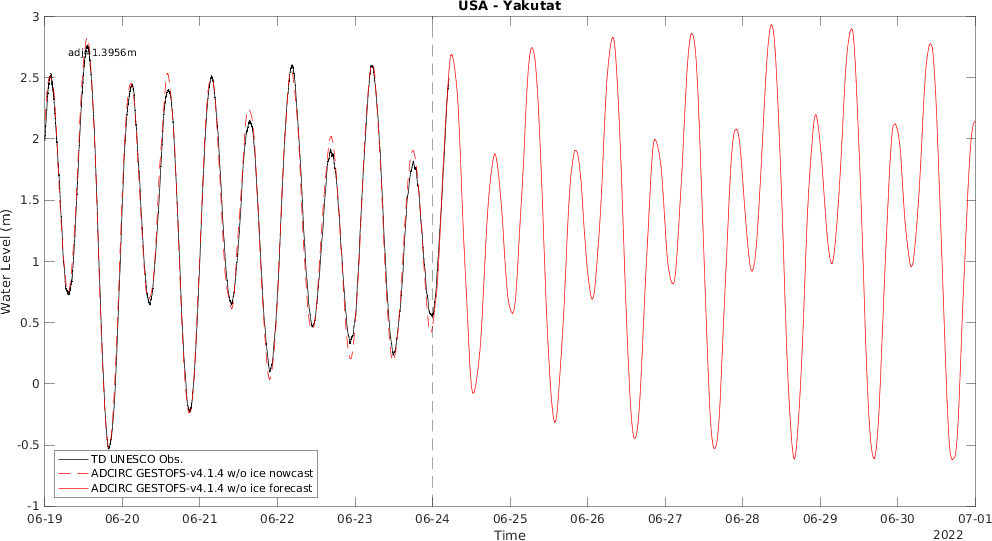 USA - Yakutat
3
adj=1.3956m
2.5
2
1.5
1
0.5
0
-0.5
-1
Water Level (m)
TD UNESCO Obs.
ADCIRC GESTOFS-v4.1.4 w/o ice nowcast
ADCIRC GESTOFS-v4.1.4 w/o ice forecast
06-19 06-20 06-21 06-22 06-23 06-24 06-25 06-26 06-27 06-28 06-29 06-30 07-01
Time
2022